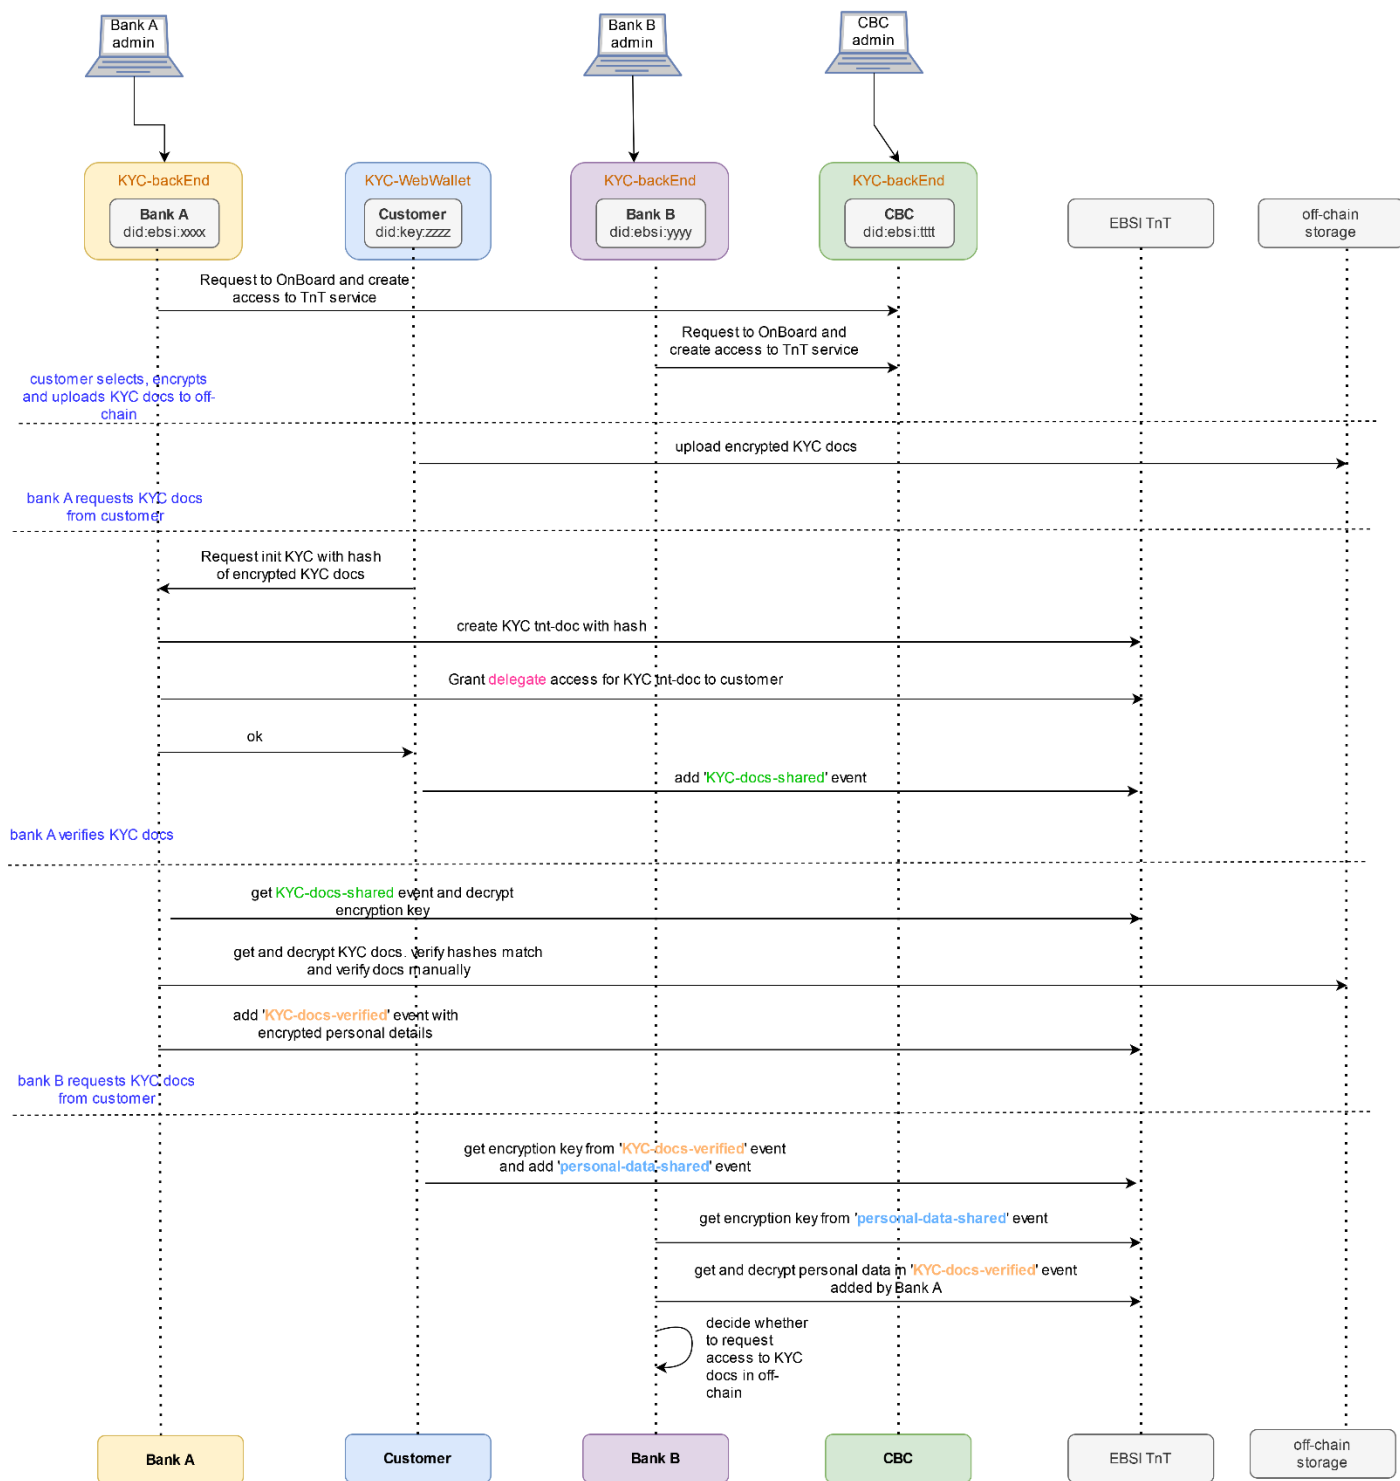 Bank A
admin
Bank B
admin
CBC
admin
KYC-backEnd
KYC-WebWallet
KYC-backEnd
KYC-backEnd
Bank A
did:ebsi:xxxx
Customer
did:key:zzzz
Bank B
did:ebsi:yyyy
CBC
did:ebsi:tttt
EBSI TnT
off-chain
storage
Request to OnBoard and create
access to TnT service
Request to OnBoard and
create access to TnT service
customer selects, encrypts
and uploads KYC docs to off-
chain
upload encrypted KYC docs
bank A requests KYC docs
from customer
Request init KYC with hash
of encrypted KYC docs
create KYC tnt-doc with hash
Grant delegate access for KYC tnt-doc to customer
ok
add 'KYC-docs-shared' event
bank A verifies KYC docs
get KYC-docs-shared event and decrypt
encryption key
get and decrypt KYC docs. verify hashes match
and verify docs manually
add 'KYC-docs-verified' event with
encrypted personal details
bank B requests KYC docs
from customer
get encryption key from 'KYC-docs-verified' event
and add 'personal-data-shared' event
get encryption key from 'personal-data-shared' event
get and decrypt personal data in 'KYC-docs-verified' event
added by Bank A
decide whether
to request
access to KYC
docs in off-
chain
Bank A
Customer
Bank B
CBC
EBSI TnT
off-chain
storage